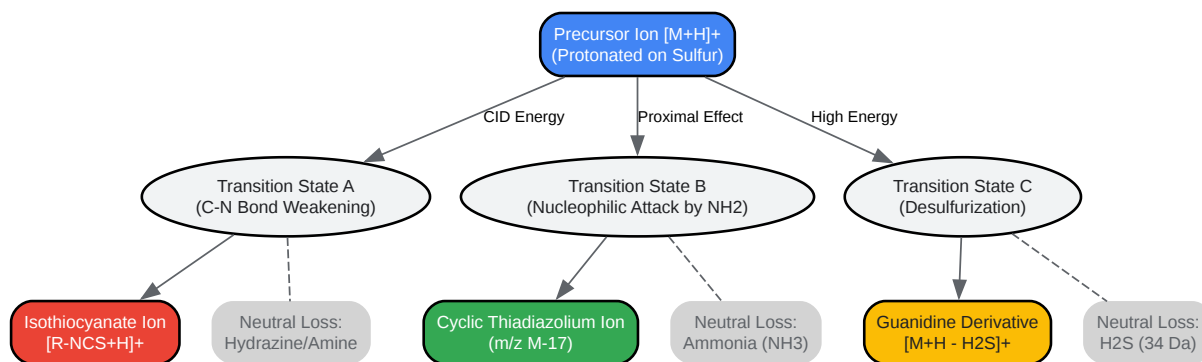 Precursor Ion [M+H]+
(Protonated on Sulfur)
CID Energy
Proximal Effect
High Energy
Transition State A
(C-N Bond Weakening)
Transition State B
(Nucleophilic Attack by NH2)
Transition State C
(Desulfurization)
Isothiocyanate Ion
[R-NCS+H]+
Neutral Loss:
Hydrazine/Amine
Cyclic Thiadiazolium Ion
(m/z M-17)
Neutral Loss:
Ammonia (NH3)
Guanidine Derivative
[M+H - H2S]+
Neutral Loss:
H2S (34 Da)